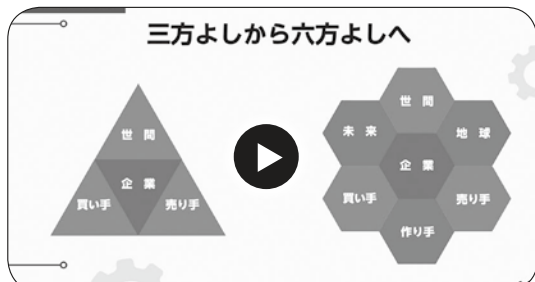 三方よしから六方よしへ
世 間
企 業
買い手
売り手
世 間
未 来
地 球
企 業
買い手
売り手
作り手